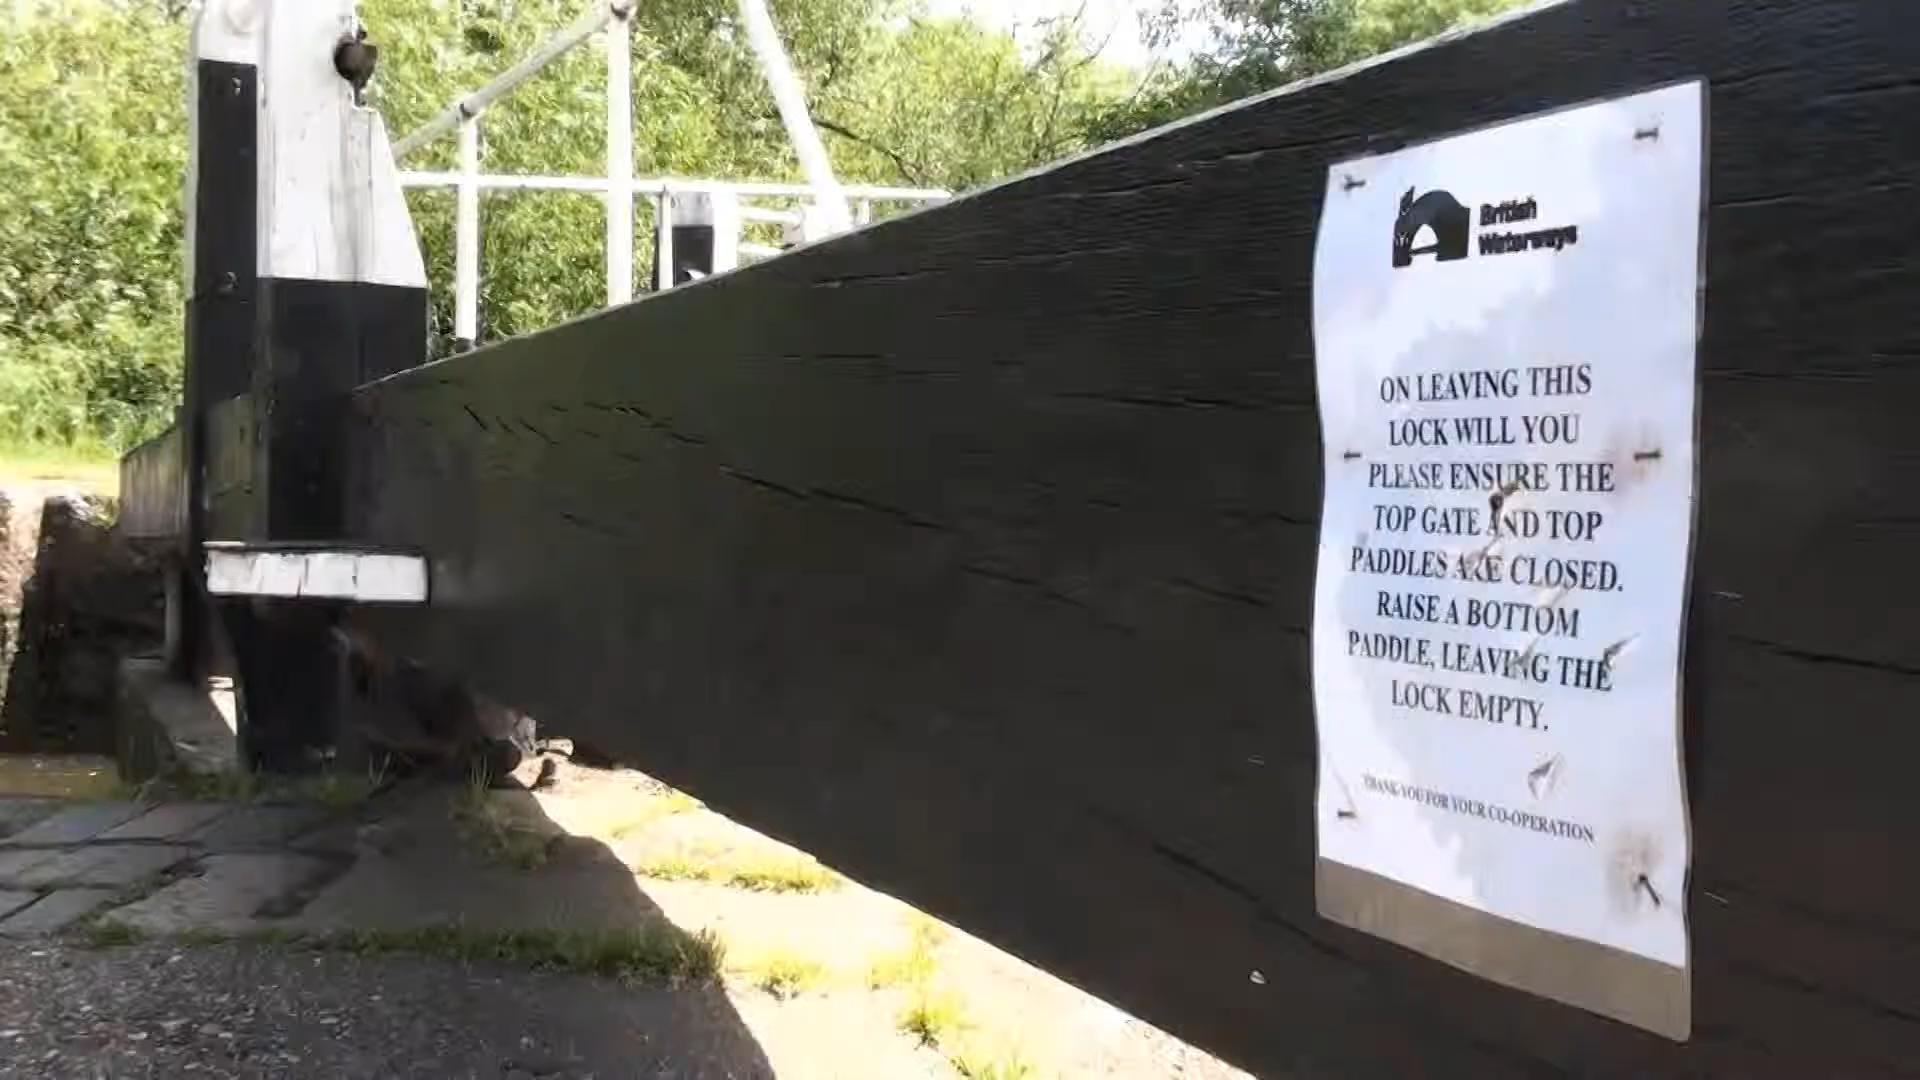 British
Waterways
ON LEAVING THIS
LOCK WILL YOU
PLEASE ENSURE THE
TOP GATE AND TOP
PADDLES ARE CLOSED.
RAISE A BOTTOM
PADDLE, LEAVING THE
LOCK EMPTY.
THANK YOU FOR YOUR CO-OPERATION